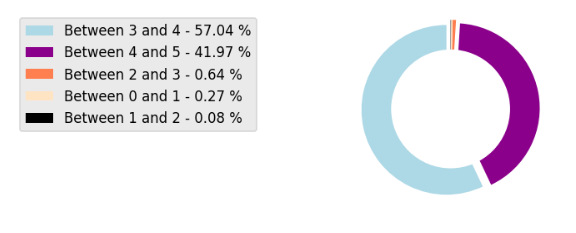 Between 3 and 4 - 57.04 %
Between 4 and 5 - 41.97 %
Between 2 and 3 - 0.64 %
Between 0 and 1 - 0.27 %
Between 1 and 2 - 0.08 %